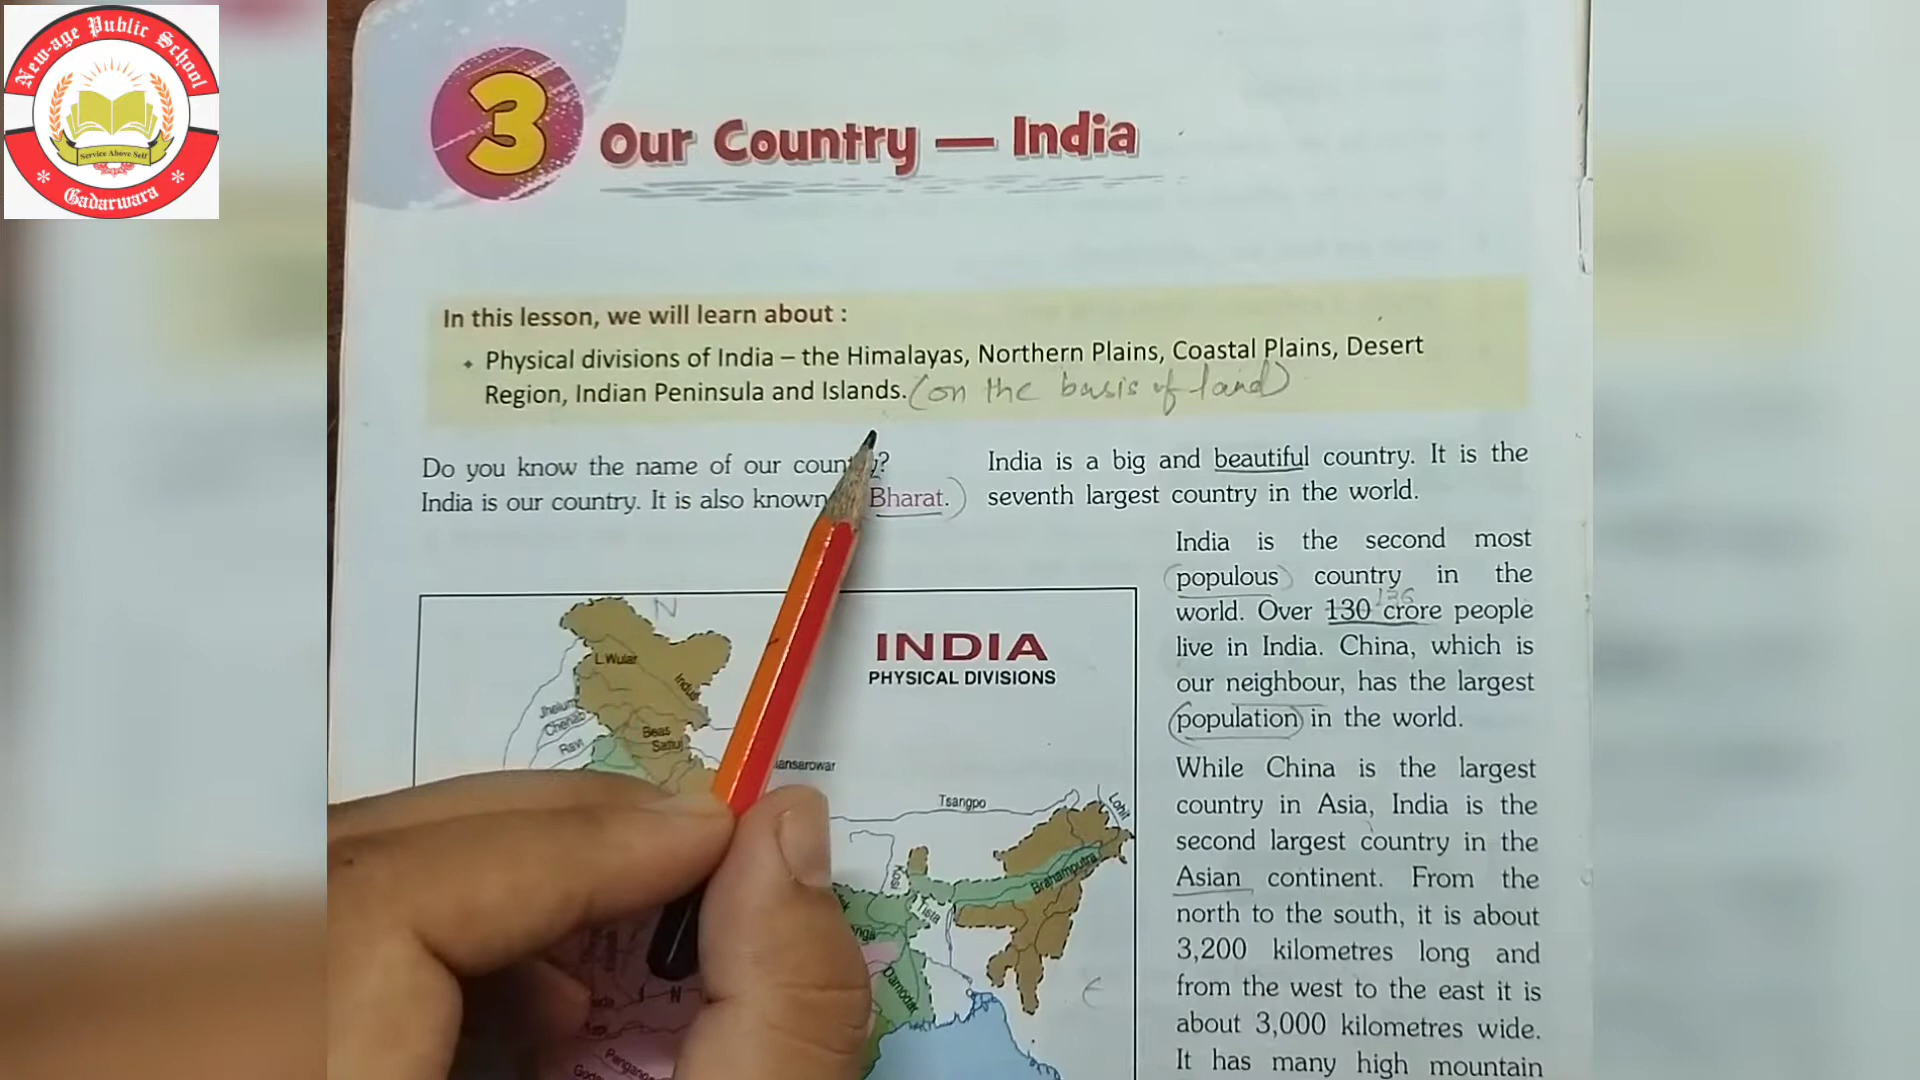 New-age Public School
Service Above Self
Gadarwara
3
Our Country — India
In this lesson, we will learn about :
Physical divisions of India – the Himalayas, Northern Plains, Coastal Plains, Desert
Region, Indian Peninsula and Islands. (on the basis of land)
Do you know the name of our country?
India is our country. It is also known Bharat.
India is a big and beautiful country. It is the
seventh largest country in the world.
India is the second most
populous country in the
136
world. Over 130 crore people
live in India. China, which is
our neighbour, has the largest
population in the world.
While China is the largest
country in Asia, India is the
second largest country in the
Asian continent. From the
north to the south, it is about
3,200 kilometres long and
from the west to the east it is
about 3,000 kilometres wide.
It has many high mountain
N
INDIA
PHYSICAL DIVISIONS
L.Wular
Indus
Jhelum
Chenab
Ravi
Beas
Satluj
ansarowar
Tsangpo
Lohit
Kosi
Tista
Brahamputra
Damodar
N